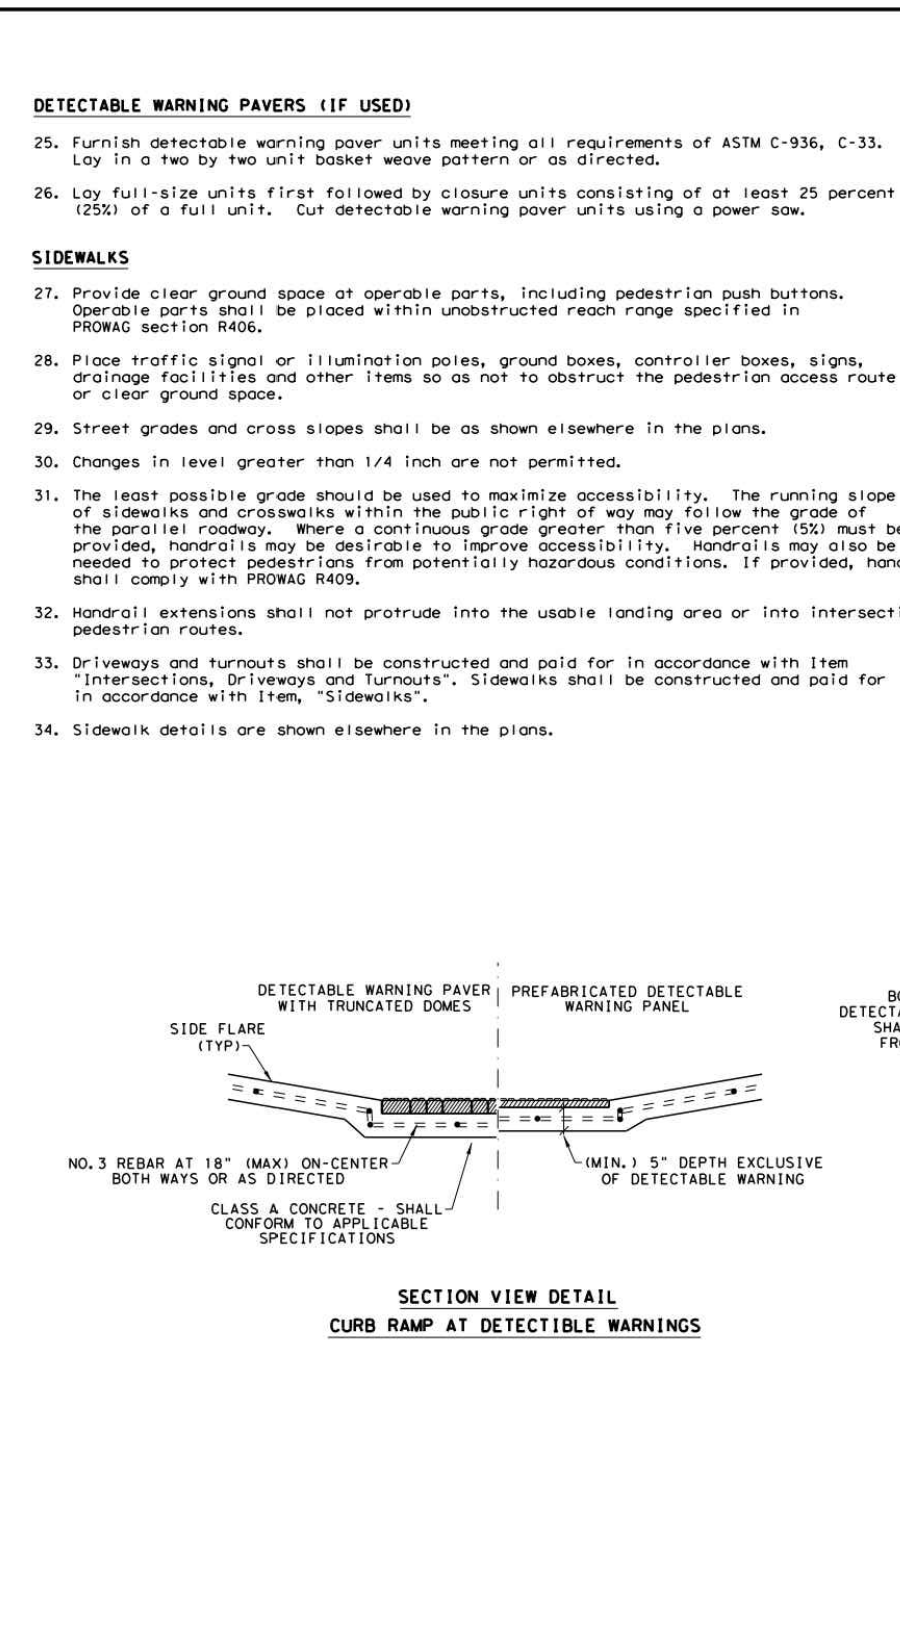 DETECTABLE WARNING PAVERS (IF USED)
25. Furnish detectable warning paver units meeting all requirements of ASTM C-936, C-33.
Lay in a two by two unit basket weave pattern or as directed.
26. Lay full-size units first followed by closure units consisting of at least 25 percent
(25%) of a full unit. Cut detectable warning paver units using a power saw.
SIDEWALKS
27. Provide clear ground space at operable parts, including pedestrian push buttons.
Operable parts shall be placed within unobstructed reach range specified in
PROWAG section R406.
28. Place traffic signal or illumination poles, ground boxes, controller boxes, signs,
drainage facilities and other items so as not to obstruct the pedestrian access route
or clear ground space.
29. Street grades and cross slopes shall be as shown elsewhere in the plans.
30. Changes in level greater than 1/4 inch are not permitted.
31. The least possible grade should be used to maximize accessibility. The running slope
of sidewalks and crosswalks within the public right of way may follow the grade of
the parallel roadway. Where a continuous grade greater than five percent (5%) must be
provided, handrails may be desirable to improve accessibility. Handrails may also be
needed to protect pedestrians from potentially hazardous conditions. If provided,
shall comply with PROWAG R409.
32. Handrail extensions shall not protrude into the usable landing area or into
pedestrian routes.
33. Driveways and turnouts shall be constructed and paid for in accordance with Item
"Intersections, Driveways and Turnouts". Sidewalks shall be constructed and paid for
in accordance with Item, "Sidewalks".
34. Sidewalk details are shown elsewhere in the plans.
DETECTABLE WARNING PAVER
WITH TRUNCATED DOMES
PREFABRICATED DETECTABLE
WARNING PANEL
SIDE FLARE
(TYP)
NO.3 REBAR AT 18" (MAX) ON-CENTER
BOTH WAYS OR AS DIRECTED
(MIN.) 5" DEPTH EXCLUSIVE
OF DETECTABLE WARNING
CLASS A CONCRETE - SHALL
CONFORM TO APPLICABLE
SPECIFICATIONS
SECTION VIEW DETAIL
CURB RAMP AT DETECTIBLE WARNINGS